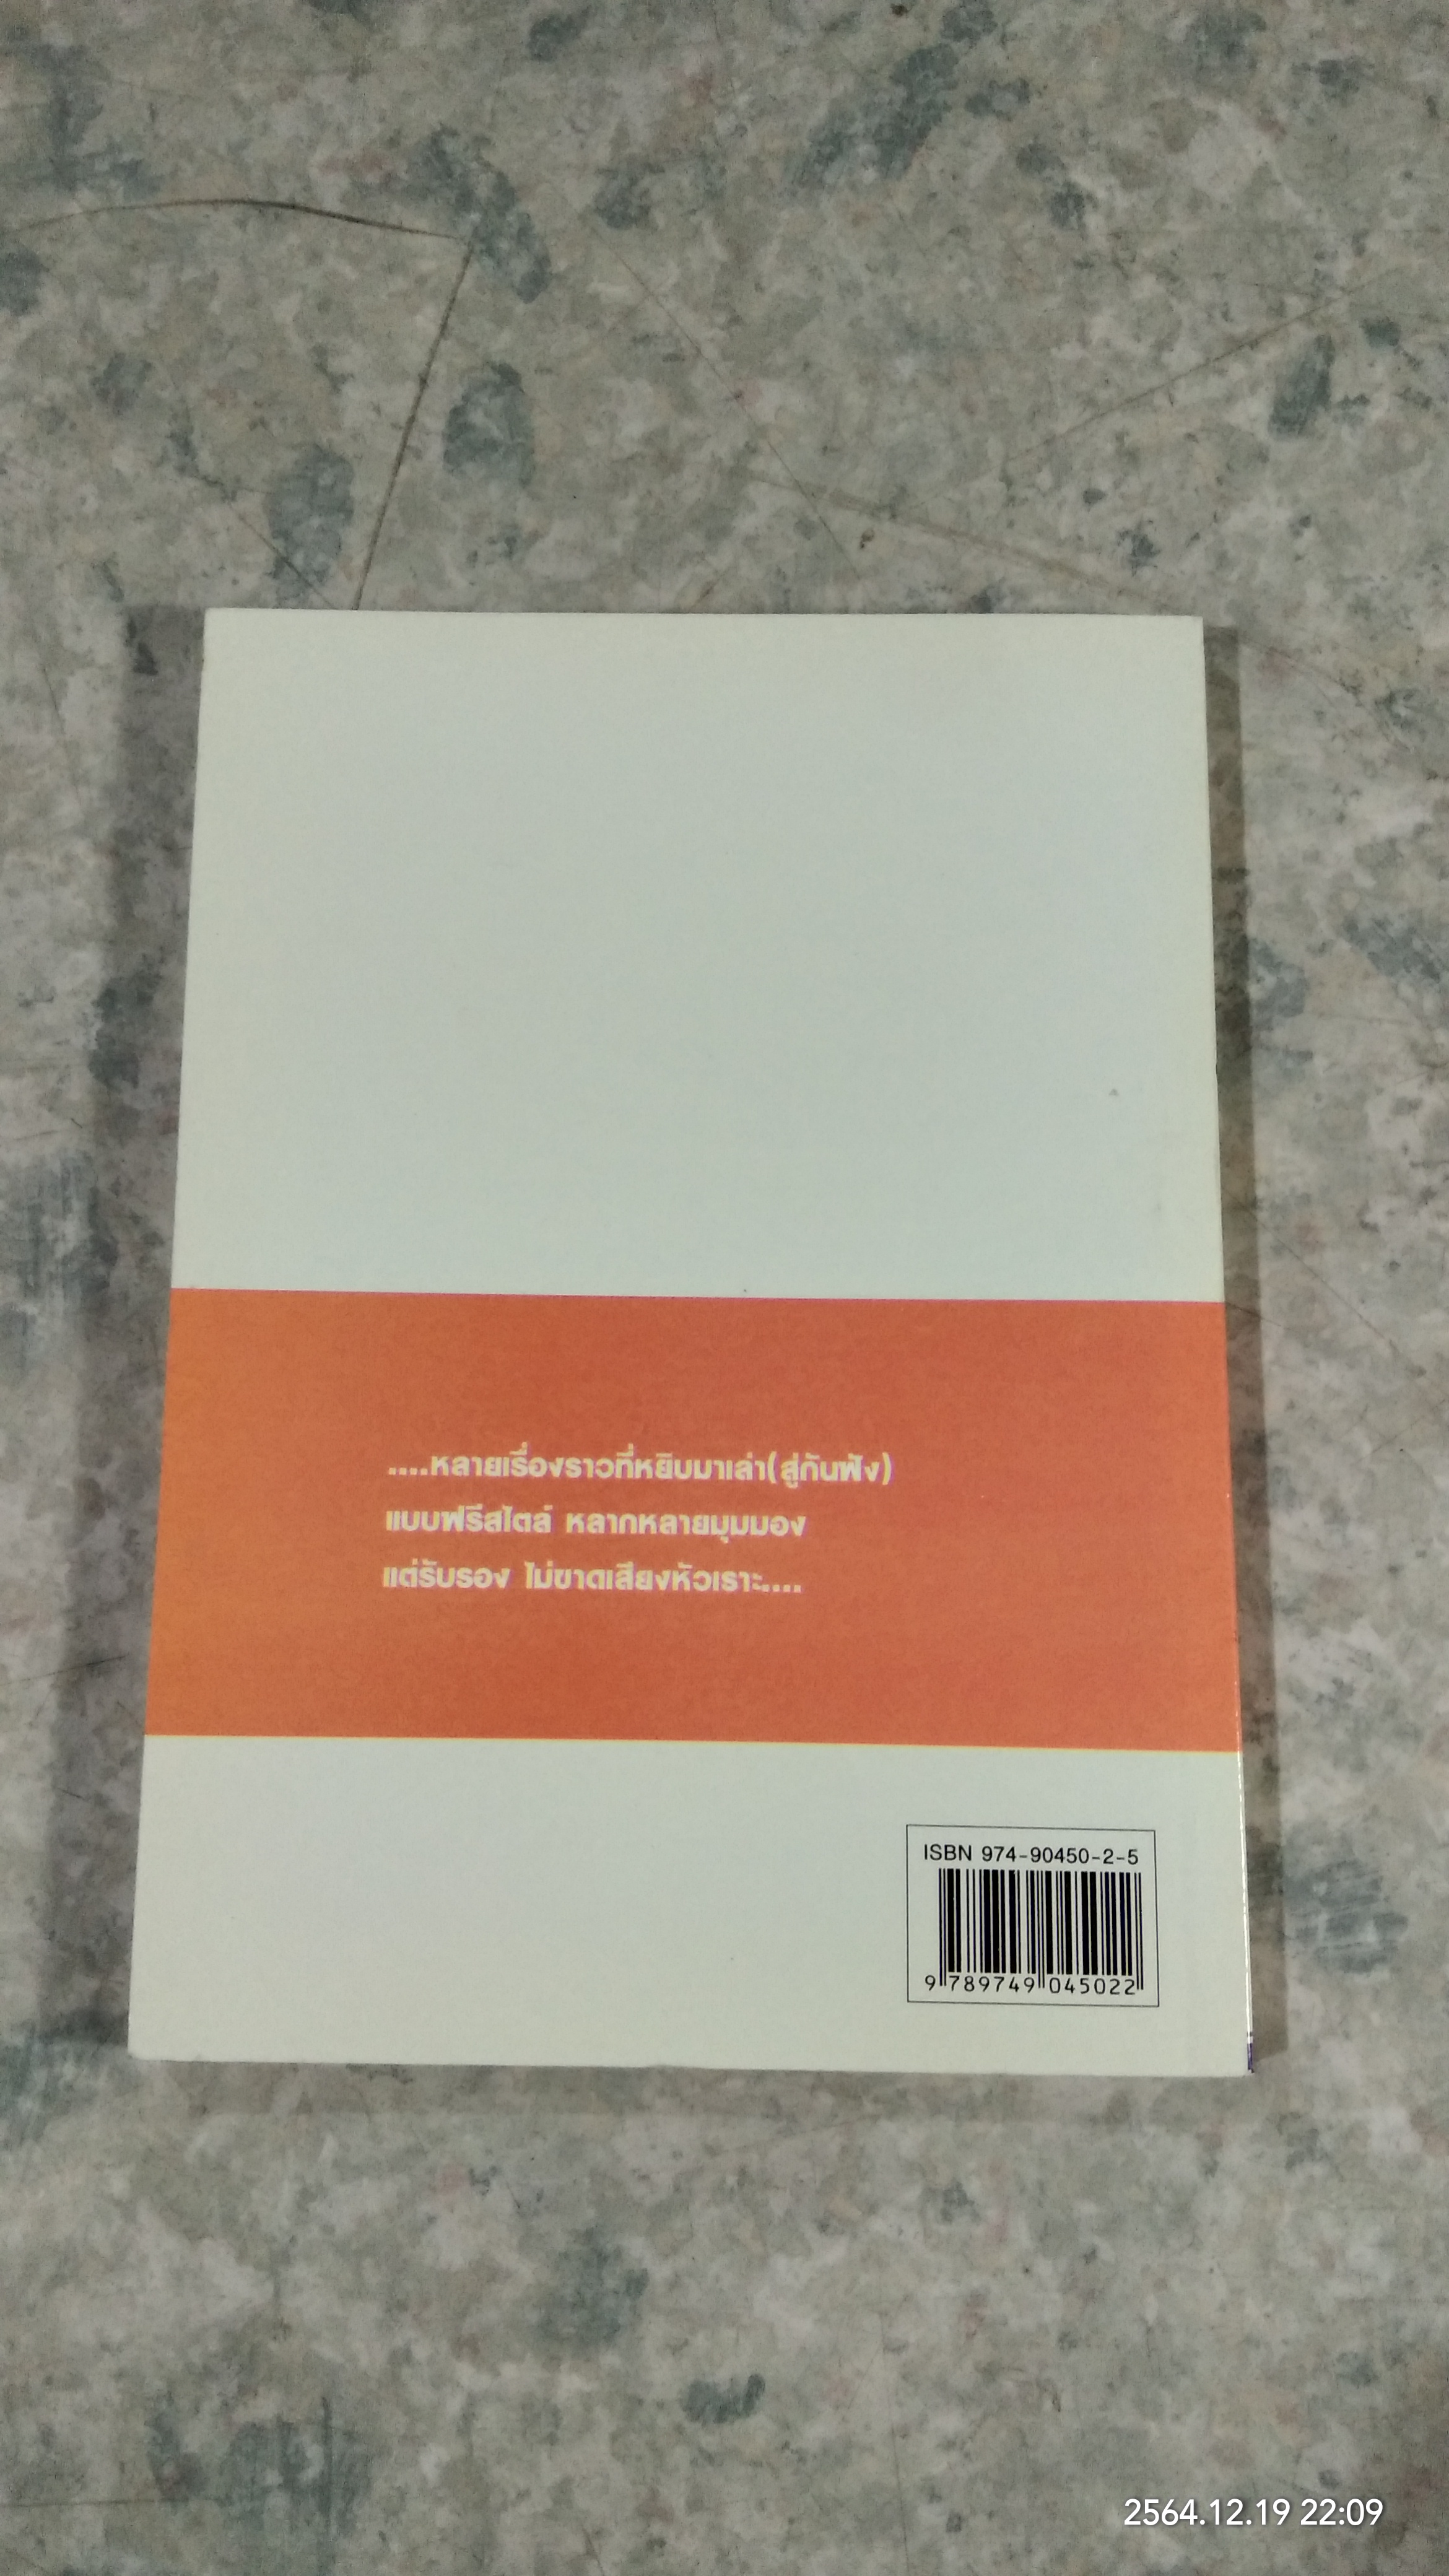 ....หลายเรื่องราวที่หยิบมาเล่า(สู่กันฟัง)
แบบฟรีสไตล์ หลากหลายมุมมอง
แต่รับรอง ไม่ขาดเสียงหัวเราะ....
ISBN 974-90450-2-5
9 789749 045022
2564.12.19 22:09